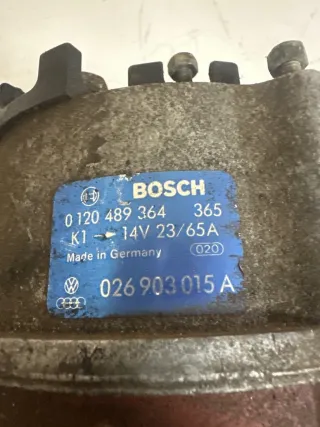 BOSCH
0 120 489 364 365
K1 14V 23/65A
Made in Germany 020
026 903 015 A